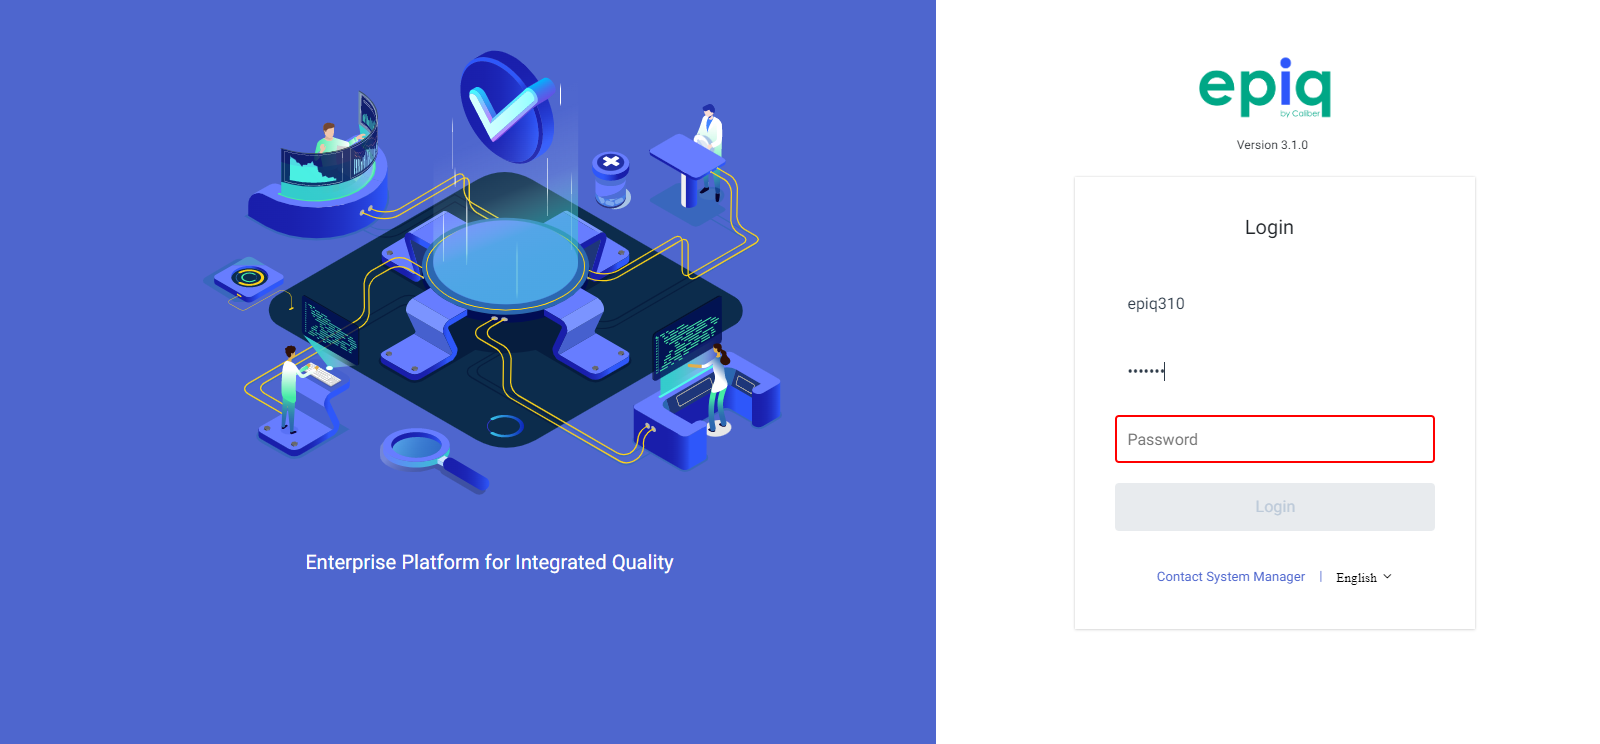 Enterprise Platform for Integrated Quality
epiq
by Caliber
Version 3.1.0
Login
epiq310
•••••••
Password
Login
Contact System Manager | English